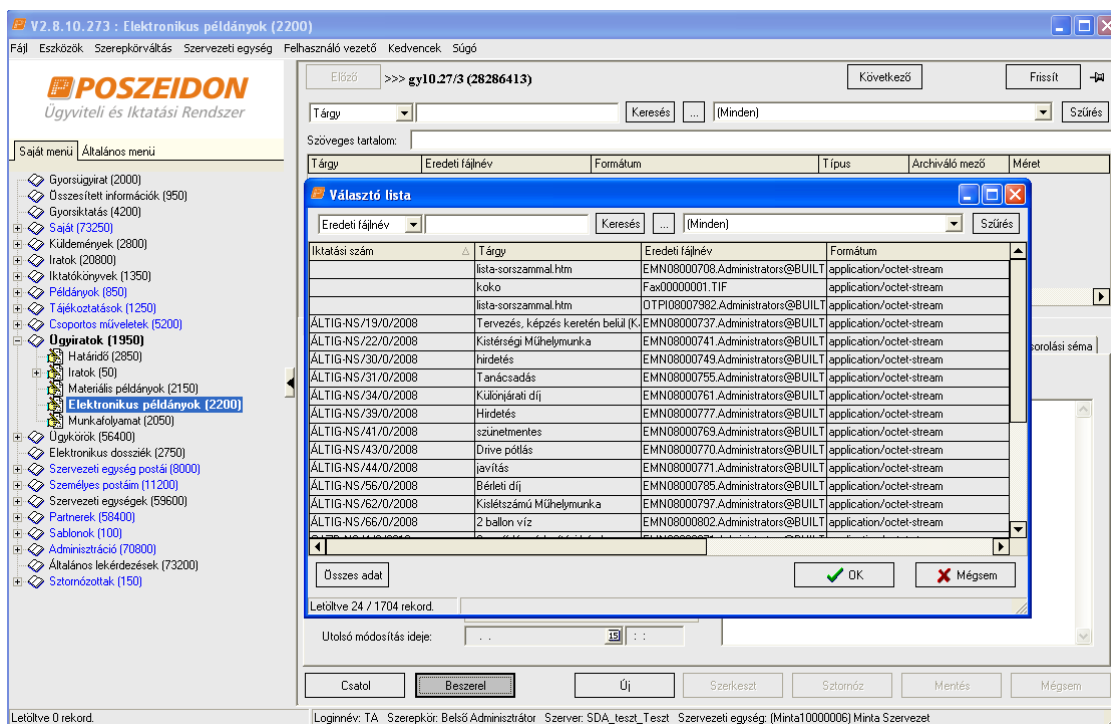 V2.8.10.273 : Elektronikus példányok (2200)
Fájl Eszközök Szerepkörváltás Szervezeti egység Felhasználó vezető Kedvencek Súgó
POSZEIDON
Ügyviteli és Iktatási Rendszer
Saját menü Általános menü
Gyorsügyirat (2000)
Összesített információk (950)
Gyorsiktatás (4200)
Saját (73250)
Küldemények (2800)
Iratok (20800)
Iktatókönyvek (1350)
Példányok (850)
Tájékoztatások (1250)
Csoportos műveletek (5200)
Ügyiratok (1950)
Határidő (2850)
Iratok (50)
Materiális példányok (2150)
Elektronikus példányok (2200)
Munkafolyamat (2050)
Ügykörök (56400)
Elektronikus dossziék (2750)
Szervezeti egység postái (8000)
Személyes postáim (11200)
Szervezeti egységek (59600)
Partnerek (58400)
Sablonok (100)
Adminisztráció (70800)
Általános lekérdezések (73200)
Sztornózottak (150)
Előző >>> gy10.27/3 (28286413) Következő Frissít
Tárgy Keresés ... (Minden) Szűrés
Szöveges tartalom:
Tárgy Eredeti fájlnév Formátum Típus Archiváló mező Méret
Választó lista
Eredeti fájlnév Keresés ... (Minden) Szűrés
Iktatási szám Tárgy Eredeti fájlnév Formátum
lista-sorszammal.htm EMN08000708.Administrators@BUILT application/octet-stream
koko Fax00000001.TIF application/octet-stream
lista-sorszammal.htm OTPI08007982.Administrators@BUILT application/octet-stream
ÁLTIG-NS/19/0/2008 Tervezés, képzés keretén belül (K EMN08000737.Administrators@BUILT application/octet-stream
ÁLTIG-NS/22/0/2008 Kistérségi Műhelymunka EMN08000741.Administrators@BUILT application/octet-stream
ÁLTIG-NS/30/0/2008 hirdetés EMN08000749.Administrators@BUILT application/octet-stream
ÁLTIG-NS/31/0/2008 Tanácsadás EMN08000755.Administrators@BUILT application/octet-stream
ÁLTIG-NS/34/0/2008 Különjárati díj EMN08000761.Administrators@BUILT application/octet-stream
ÁLTIG-NS/39/0/2008 Hirdetés EMN08000777.Administrators@BUILT application/octet-stream
ÁLTIG-NS/41/0/2008 szünetmentes EMN08000769.Administrators@BUILT application/octet-stream
ÁLTIG-NS/43/0/2008 Drive pótlás EMN08000770.Administrators@BUILT application/octet-stream
ÁLTIG-NS/44/0/2008 javítás EMN08000771.Administrators@BUILT application/octet-stream
ÁLTIG-NS/56/0/2008 Bérleti díj EMN08000785.Administrators@BUILT application/octet-stream
ÁLTIG-NS/62/0/2008 Kislétszámú Műhelymunka EMN08000797.Administrators@BUILT application/octet-stream
ÁLTIG-NS/66/0/2008 2 ballon víz EMN08000802.Administrators@BUILT application/octet-stream
Összes adat OK Mégsem
Letöltve 24 / 1704 rekord.
sorolási séma
Utolsó módosítás ideje: . . 15 : :
Csatol Beszerel Új Szerkeszt Sztornóz Mentés Mégsem
Letöltve 0 rekord. Loginnév: TA Szerepkör: Belső Adminisztrátor Szerver: SDA_teszt_Teszt Szervezeti egység: (Minta10000006) Minta Szervezet